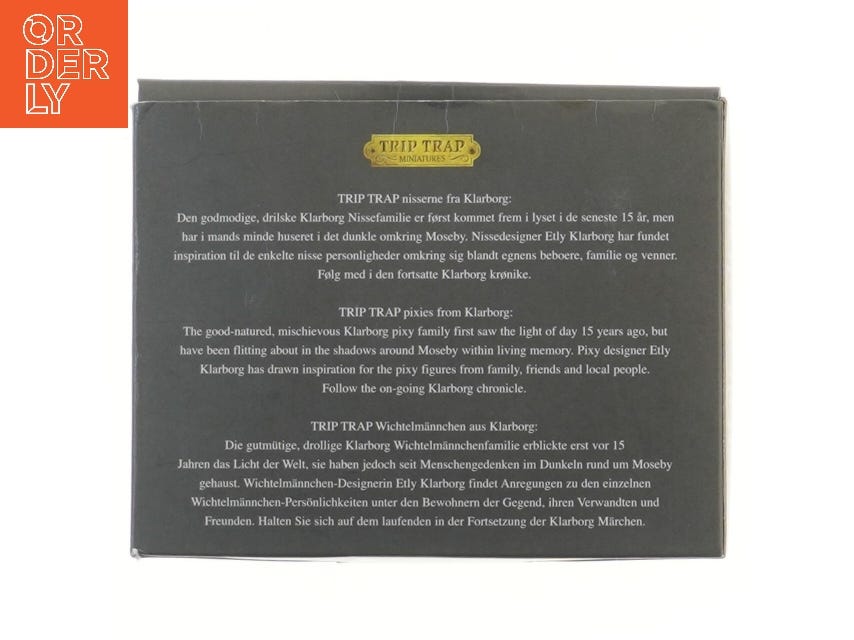 OR
DER
LY
TRIP TRAP
MINIATURES
TRIP TRAP nisserne fra Klarborg:
Den godmodige, drilske Klarborg Nissefamilie er først kommet frem i lyset i de seneste 15 år, men
har i mands minde huseret i det dunkle omkring Moseby. Nissedesigner Etly Klarborg har fundet
inspiration til de enkelte nisse personligheder omkring sig blandt egnens beboere, familie og venner.
Følg med i den fortsatte Klarborg krønike.
TRIP TRAP pixies from Klarborg:
The good-natured, mischievous Klarborg pixy family first saw the light of day 15 years ago, but
have been flitting about in the shadows around Moseby within living memory. Pixy designer Etly
Klarborg has drawn inspiration for the pixy figures from family, friends and local people.
Follow the on-going Klarborg chronicle.
TRIP TRAP Wichtelmännchen aus Klarborg:
Die gutmütige, drollige Klarborg Wichtelmännchenfamilie erblickte erst vor 15
Jahren das Licht der Welt, sie haben jedoch seit Menschengedenken im Dunkeln rund um Moseby
gehaust. Wichtelmännchen-Designerin Etly Klarborg findet Anregungen zu den einzelnen
Wichtelmännchen-Persönlichkeiten unter den Bewohnern der Gegend, ihren Verwandten und
Freunden. Halten Sie sich auf dem laufenden in der Fortsetzung der Klarborg Märchen.